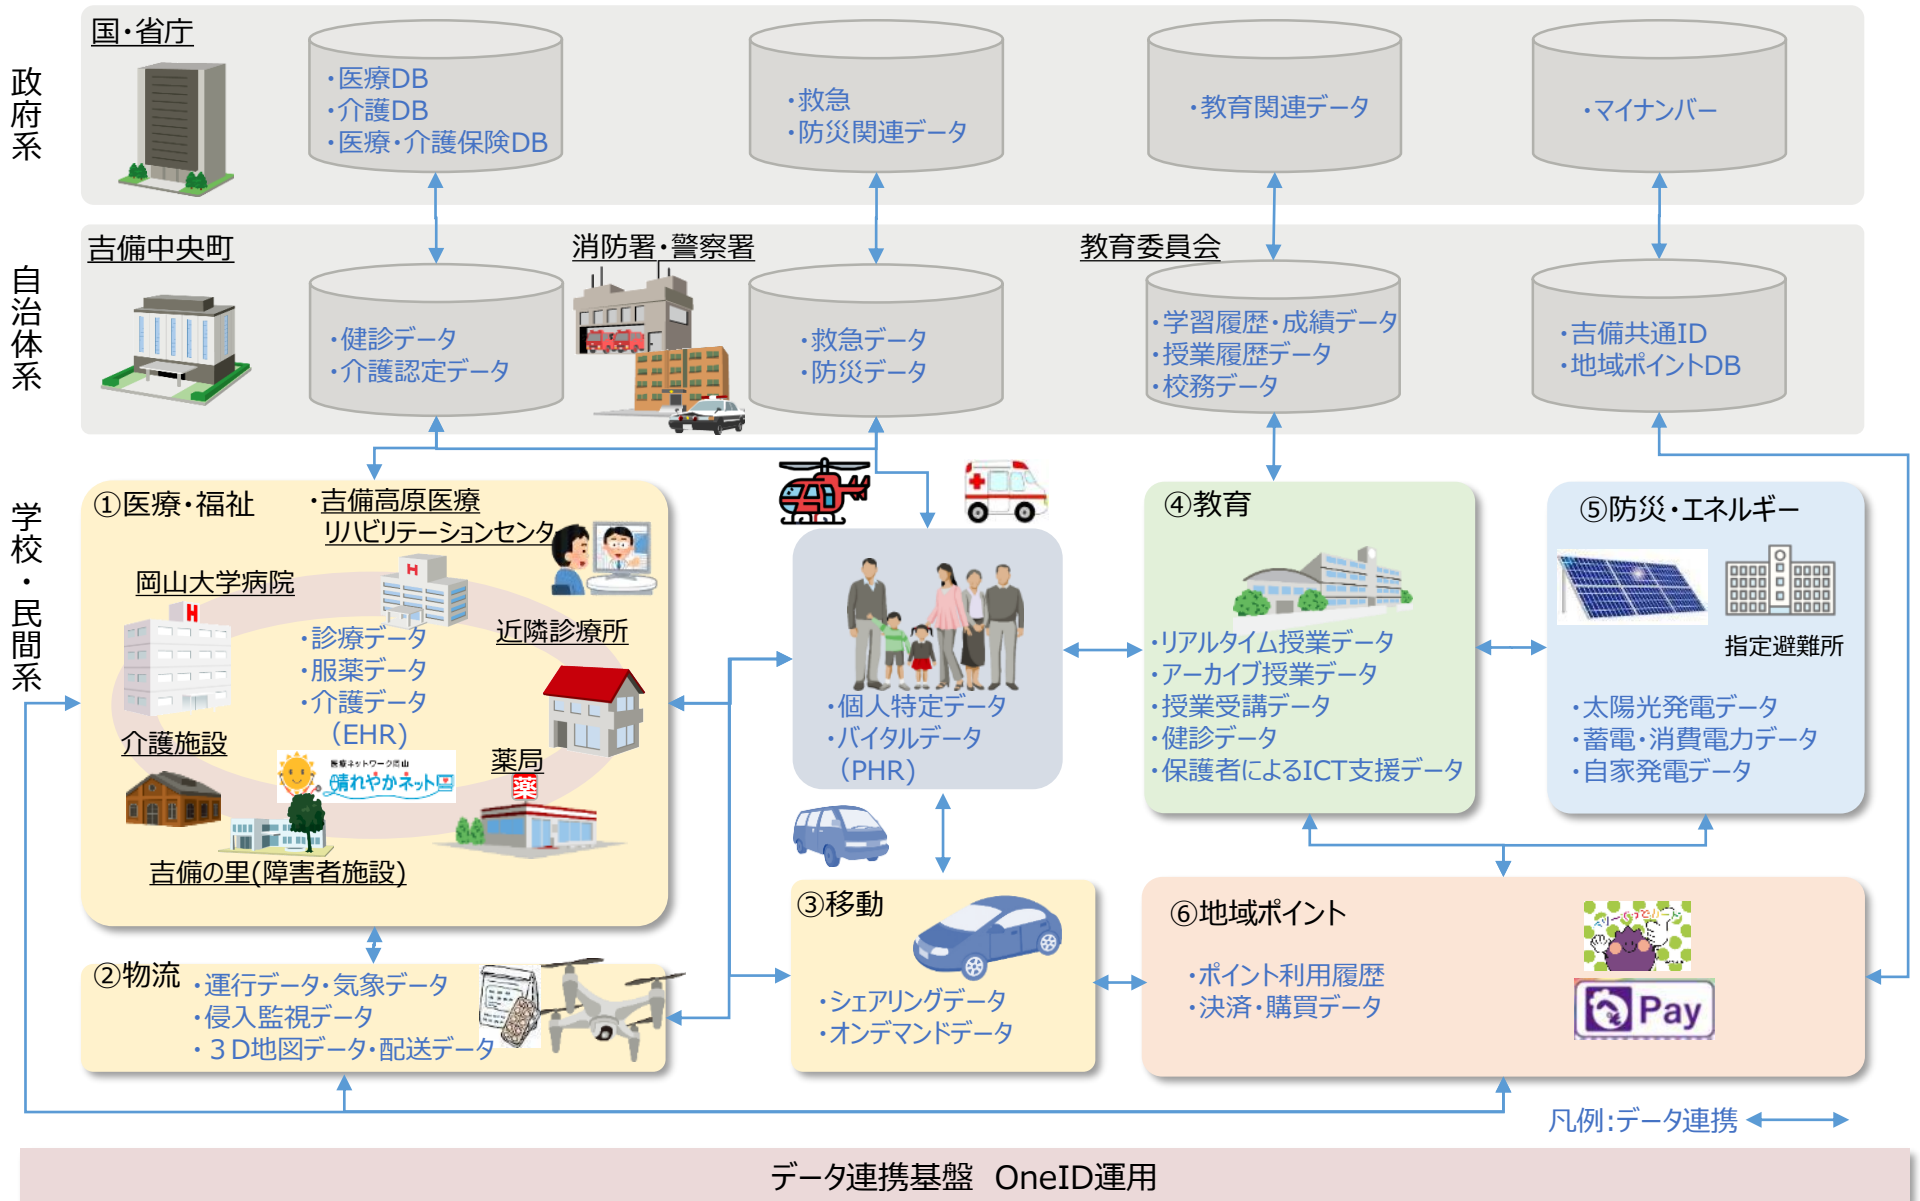 政府系
国・省庁
・医療DB
・介護DB
・医療・介護保険DB
・救急
・防災関連データ
・教育関連データ
・マイナンバー
自治体系
吉備中央町
・健診データ
・介護認定データ
消防署・警察署
・救急データ
・防災データ
教育委員会
・学習履歴・成績データ
・授業履歴データ
・校務データ
・吉備共通ID
・地域ポイントDB
学校・民間系
①医療・福祉
・吉備高原医療
リハビリテーションセンタ
岡山大学病院
H
H
近隣診療所
・診療データ
・服薬データ
・介護データ
（EHR)
介護施設
医療ネットワーク岡山
晴れやかネット
薬局
薬
吉備の里(障害者施設)
・個人特定データ
・バイタルデータ
（PHR)
④教育
・リアルタイム授業データ
・アーカイブ授業データ
・授業受講データ
・健診データ
・保護者によるICT支援データ
⑤防災・エネルギー
指定避難所
・太陽光発電データ
・蓄電・消費電力データ
・自家発電データ
②物流
・運行データ・気象データ
・侵入監視データ
・３D地図データ・配送データ
③移動
・シェアリングデータ
・オンデマンドデータ
⑥地域ポイント
・ポイント利用履歴
・決済・購買データ
Pay
凡例:データ連携
データ連携基盤 OneID運用